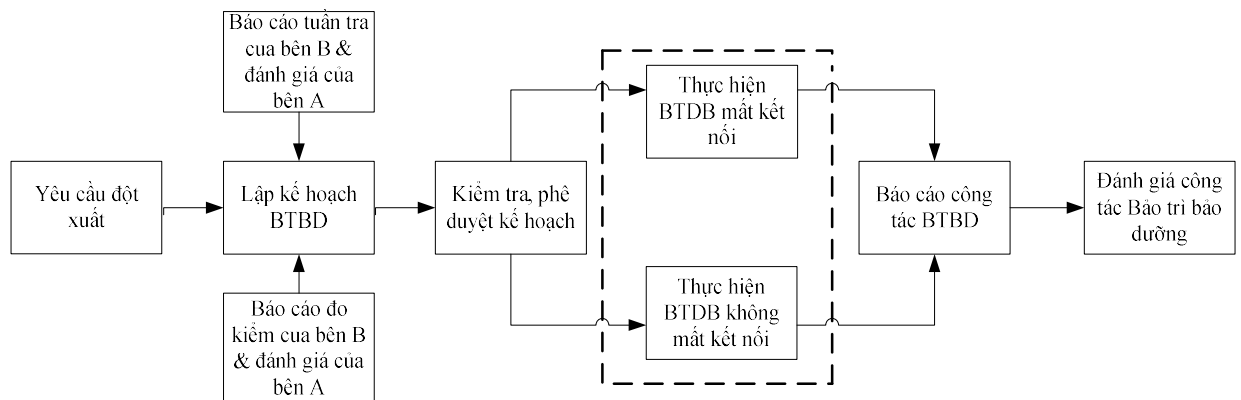 Báo cáo tuần tra
cua bên B &
đánh giá của
bên A
Yêu cầu đột
xuất
Lập kế hoạch
BTBD
Báo cáo đo
kiểm cua bên B
& đánh giá của
bên A
Kiểm tra, phê
duyệt kế hoạch
Thực hiện
BTDB mất kết
nối
Thực hiện
BTDB không
mất kết nối
Báo cáo công
tác BTBD
Đánh giá công
tác Bảo trì bảo
dưỡng